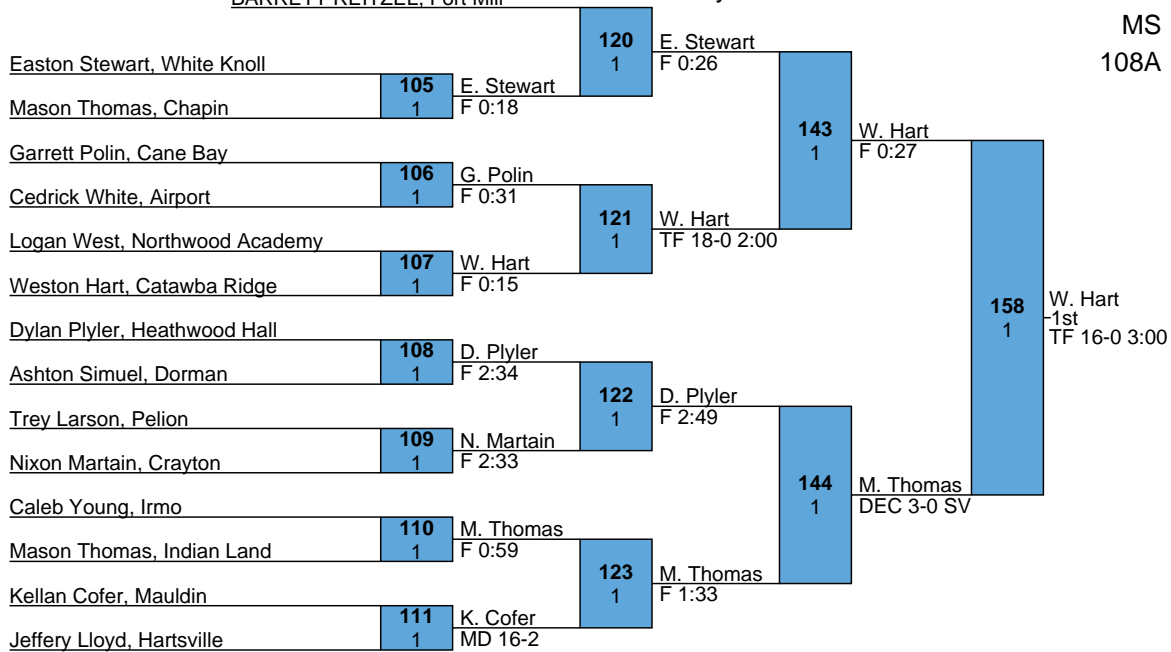 BARRETT KEITZEL, Fort Mill
MS
108A
120
1
E. Stewart
F 0:26
Easton Stewart, White Knoll
105
1
E. Stewart
F 0:18
Mason Thomas, Chapin
143
1
W. Hart
F 0:27
Garrett Polin, Cane Bay
106
1
G. Polin
F 0:31
Cedrick White, Airport
121
1
W. Hart
TF 18-0 2:00
Logan West, Northwood Academy
107
1
W. Hart
F 0:15
Weston Hart, Catawba Ridge
158
1
W. Hart
1st
TF 16-0 3:00
Dylan Plyler, Heathwood Hall
108
1
D. Plyler
F 2:34
Ashton Simuel, Dorman
122
1
D. Plyler
F 2:49
Trey Larson, Pelion
109
1
N. Martain
F 2:33
Nixon Martain, Crayton
144
1
M. Thomas
DEC 3-0 SV
Caleb Young, Irmo
110
1
M. Thomas
F 0:59
Mason Thomas, Indian Land
123
1
M. Thomas
F 1:33
Kellan Cofer, Mauldin
111
1
K. Cofer
MD 16-2
Jeffery Lloyd, Hartsville